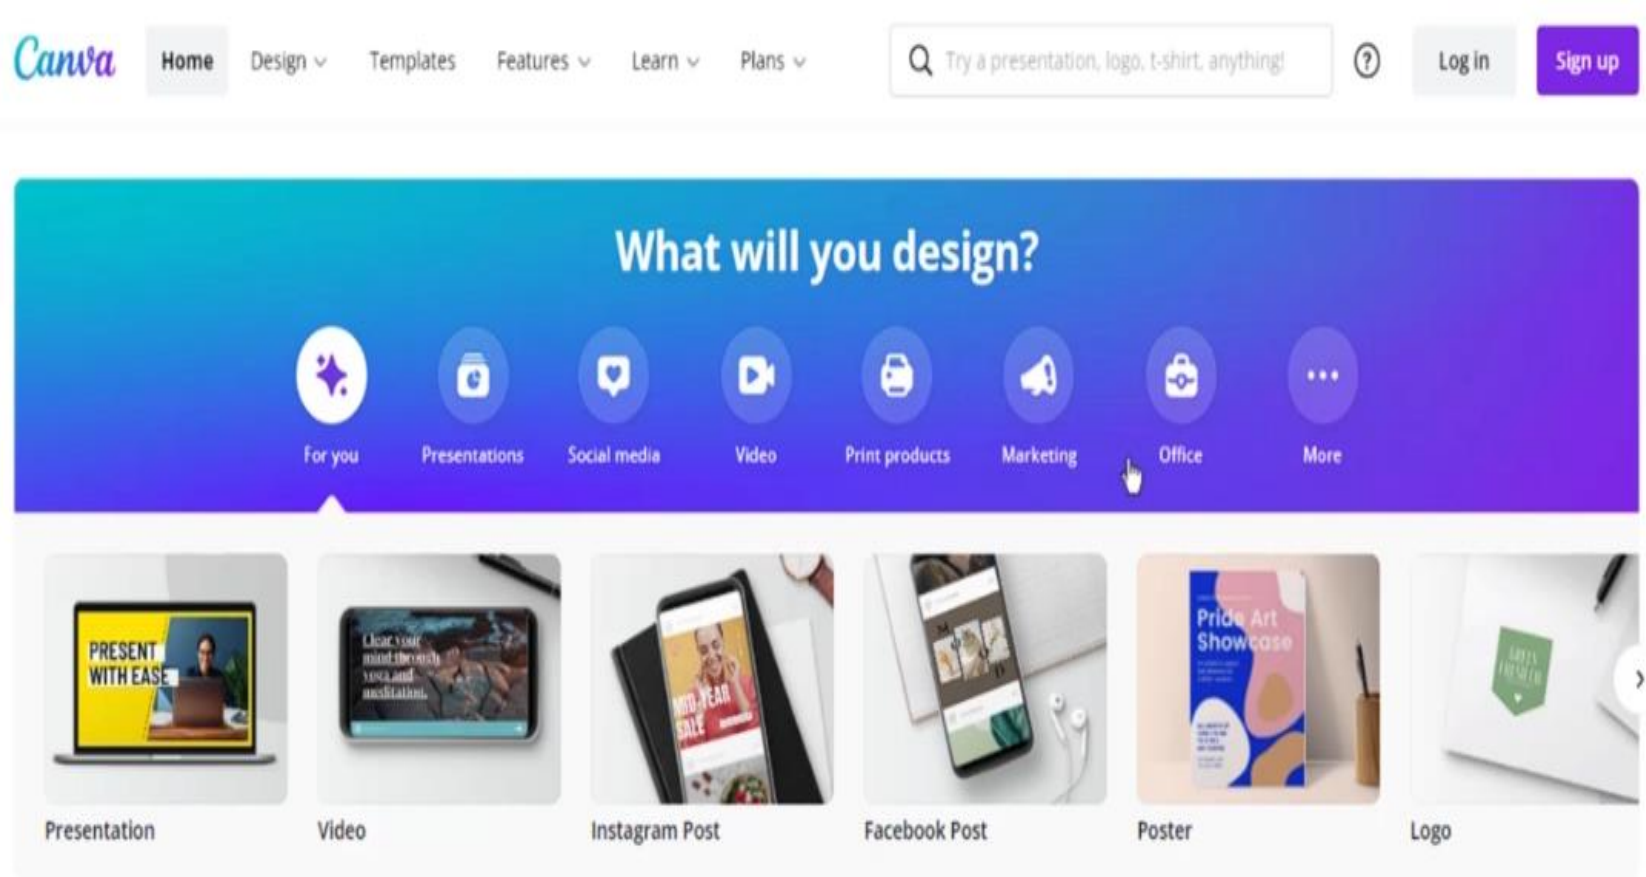 Canva
Home
Design
Templates
Features
Learn
Plans
Try a presentation, logo, t-shirt, anything!
?
Log in
Sign up
What will you design?
For you
Presentations
Social media
Video
Print products
Marketing
Office
More
PRESENT
WITH EASE
Clear your
mind through
yoga and
meditation.
MID-YEAR
SALE
MOOD
Pride Art
Showcase
Presentation
Video
Instagram Post
Facebook Post
Poster
Logo